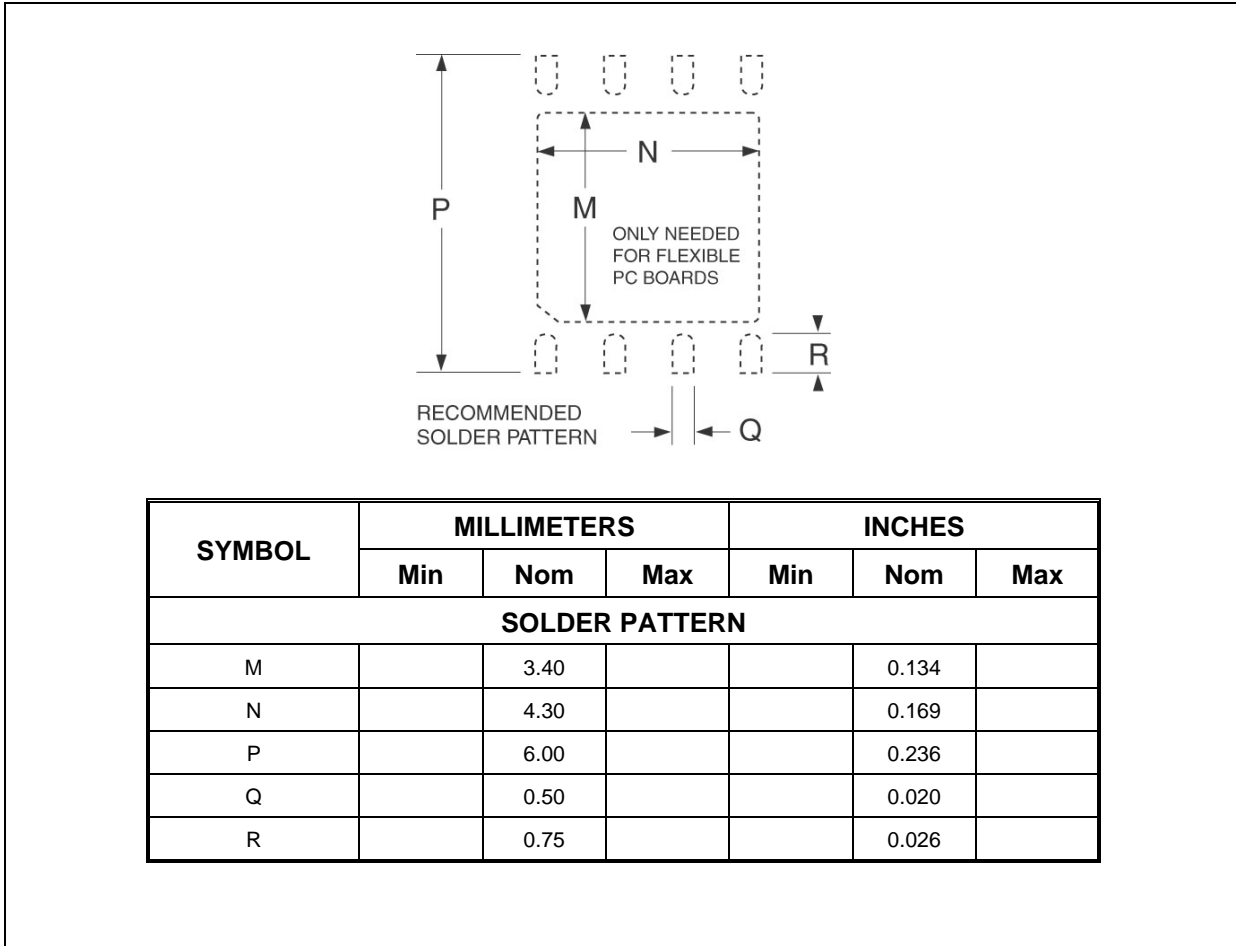 N
P
M
ONLY NEEDED
FOR FLEXIBLE
PC BOARDS
R
RECOMMENDED
SOLDER PATTERN
Q
SYMBOL MILLIMETERS INCHES
Min Nom Max Min Nom Max
SOLDER PATTERN
M 3.40 0.134
N 4.30 0.169
P 6.00 0.236
Q 0.50 0.020
R 0.75 0.026